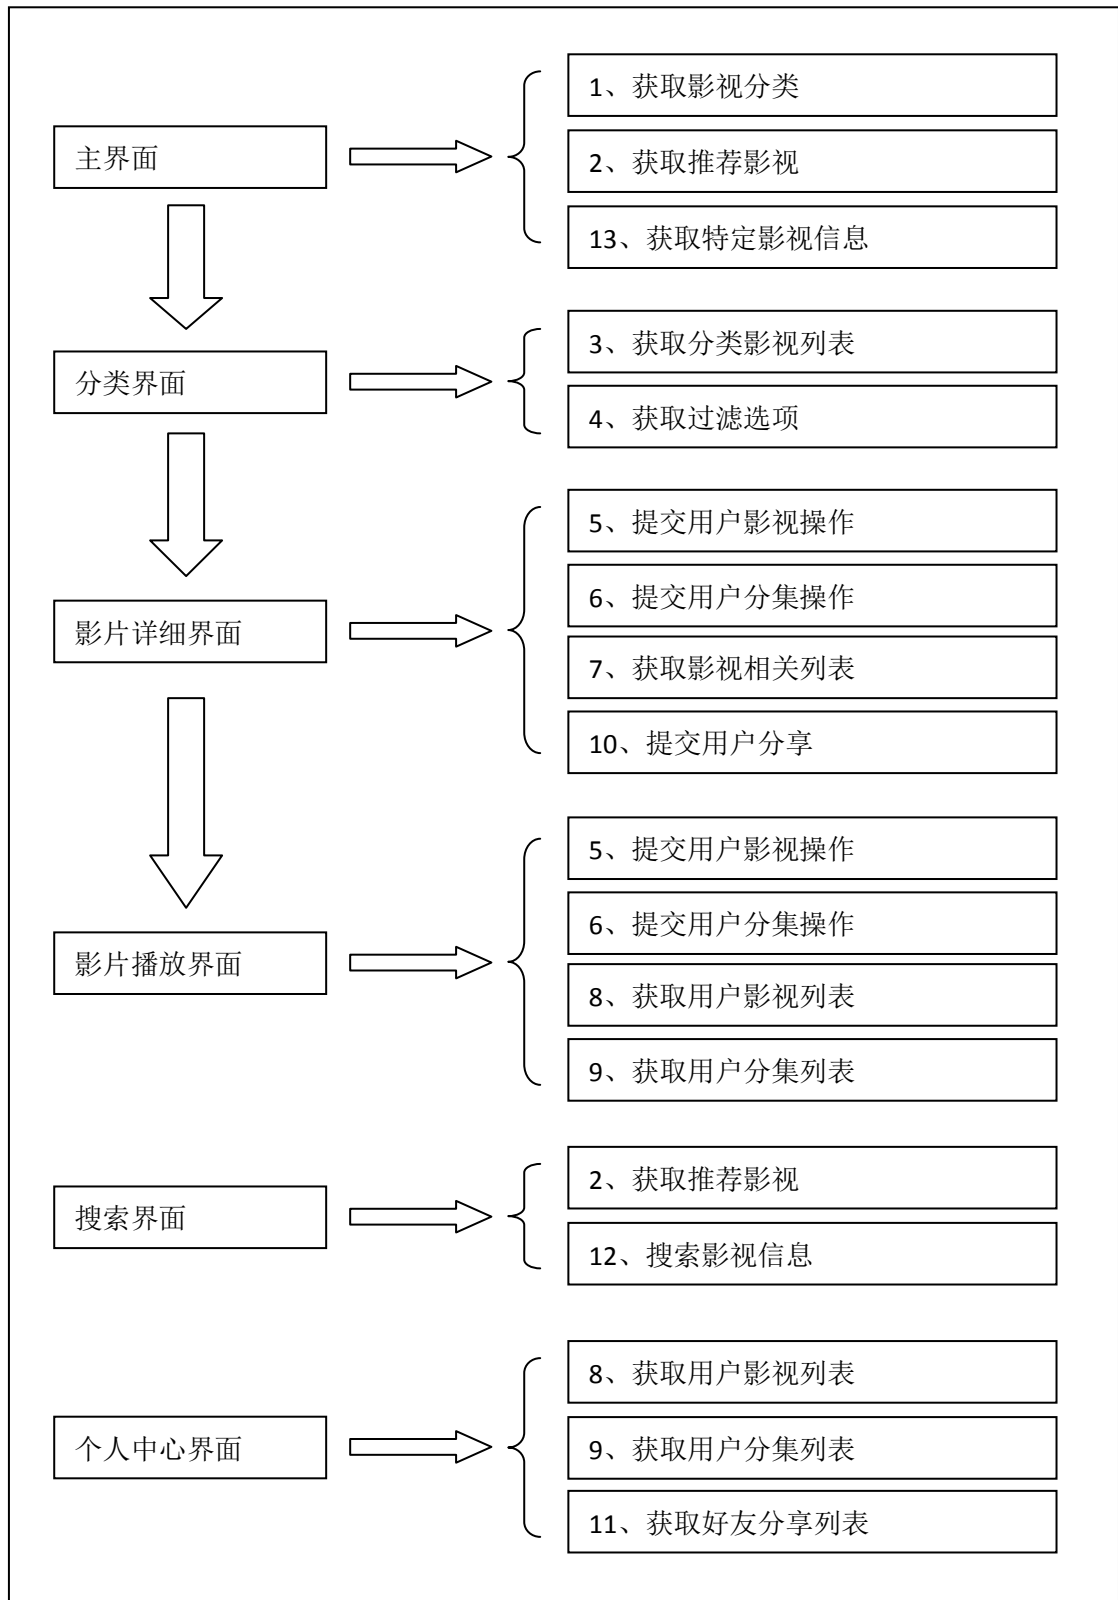 主界面
1、获取影视分类
2、获取推荐影视
13、获取特定影视信息
分类界面
3、获取分类影视列表
4、获取过滤选项
影片详细界面
5、提交用户影视操作
6、提交用户分集操作
7、获取影视相关列表
10、提交用户分享
影片播放界面
5、提交用户影视操作
6、提交用户分集操作
8、获取用户影视列表
9、获取用户分集列表
搜索界面
2、获取推荐影视
12、搜索影视信息
个人中心界面
8、获取用户影视列表
9、获取用户分集列表
11、获取好友分享列表